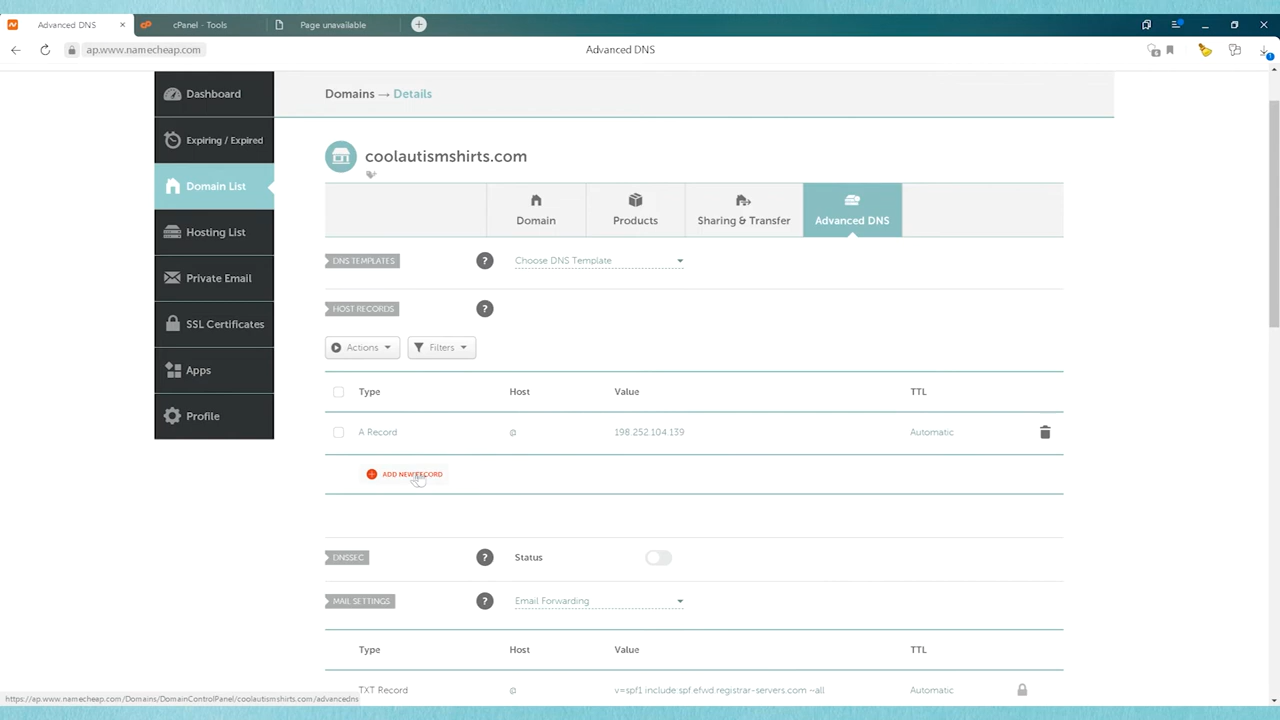 Advanced DNS
cPanel - Tools
Page unavailable
ap.www.namecheap.com
Advanced DNS
Dashboard
Expiring / Expired
Domain List
Hosting List
Private Email
SSL Certificates
Apps
Profile
Domains → Details
coolautismshirts.com
Domain
Products
Sharing & Transfer
Advanced DNS
DNS TEMPLATES ? Choose DNS Template
HOST RECORDS ?
Actions Filters
Type Host Value TTL
A Record @ 198.252.104.139 Automatic
ADD NEW RECORD
DNSSEC ? Status
MAIL SETTINGS ? Email Forwarding
Type Host Value TTL
TXT Record @ v=spf1 include spf efwd registrar-servers.com ~all Automatic
https://ap.www.namecheap.com/Domains/DomainControlPanel/coolautismshirts.com/advancedns